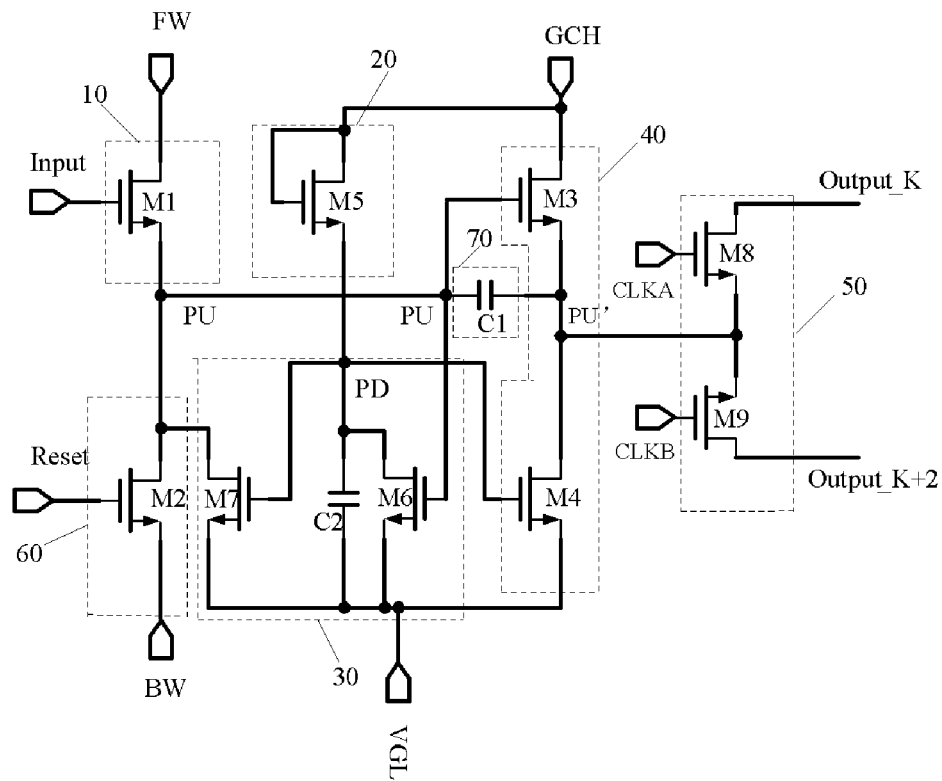 FW
GCH
20
10
40
Input
M1
M5
M3
Output_K
70
M8
CLKA
50
PU
PU
C1
PU'
PD
M9
CLKB
Reset
Output_K+2
M2
M7
M6
M4
C2
60
30
BW
VGL